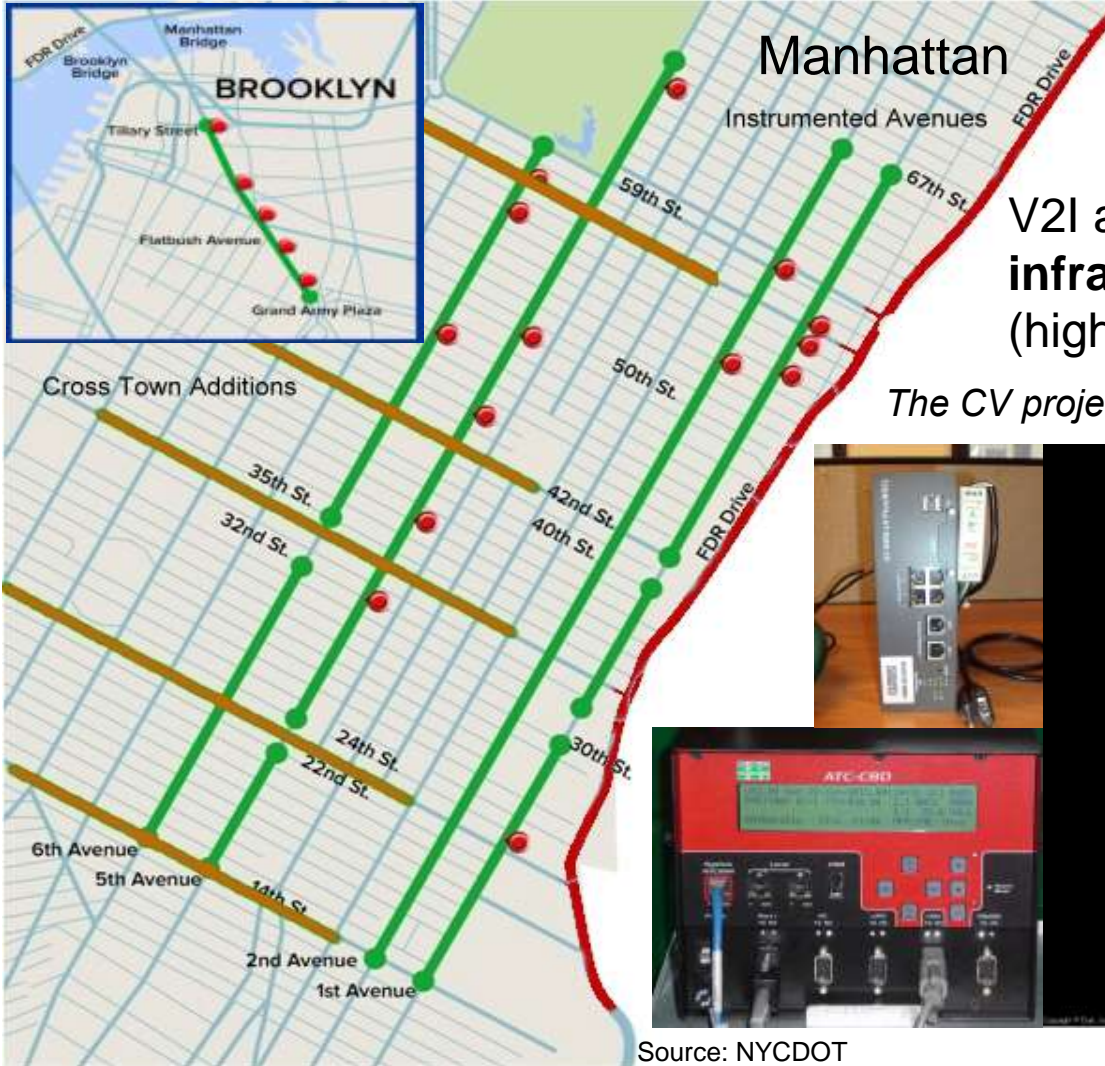 FDR Drive
Manhattan
Bridge
Brooklyn
Bridge
BROOKLYN
Tillary Street
Flatbush Avenue
Grand Army Plaza
Manhattan
Instrumented Avenues
FDR Drive
59th St.
67th St.
V2I a
infra
(high
The CV proje
50th St.
Cross Town Additions
35th St.
42nd St.
32nd St.
40th St.
FDR Drive
24th St.
22nd St.
30th St.
6th Avenue
5th Avenue
14th St.
2nd Avenue
1st Avenue
ATC-CBD
Source: NYCDOT